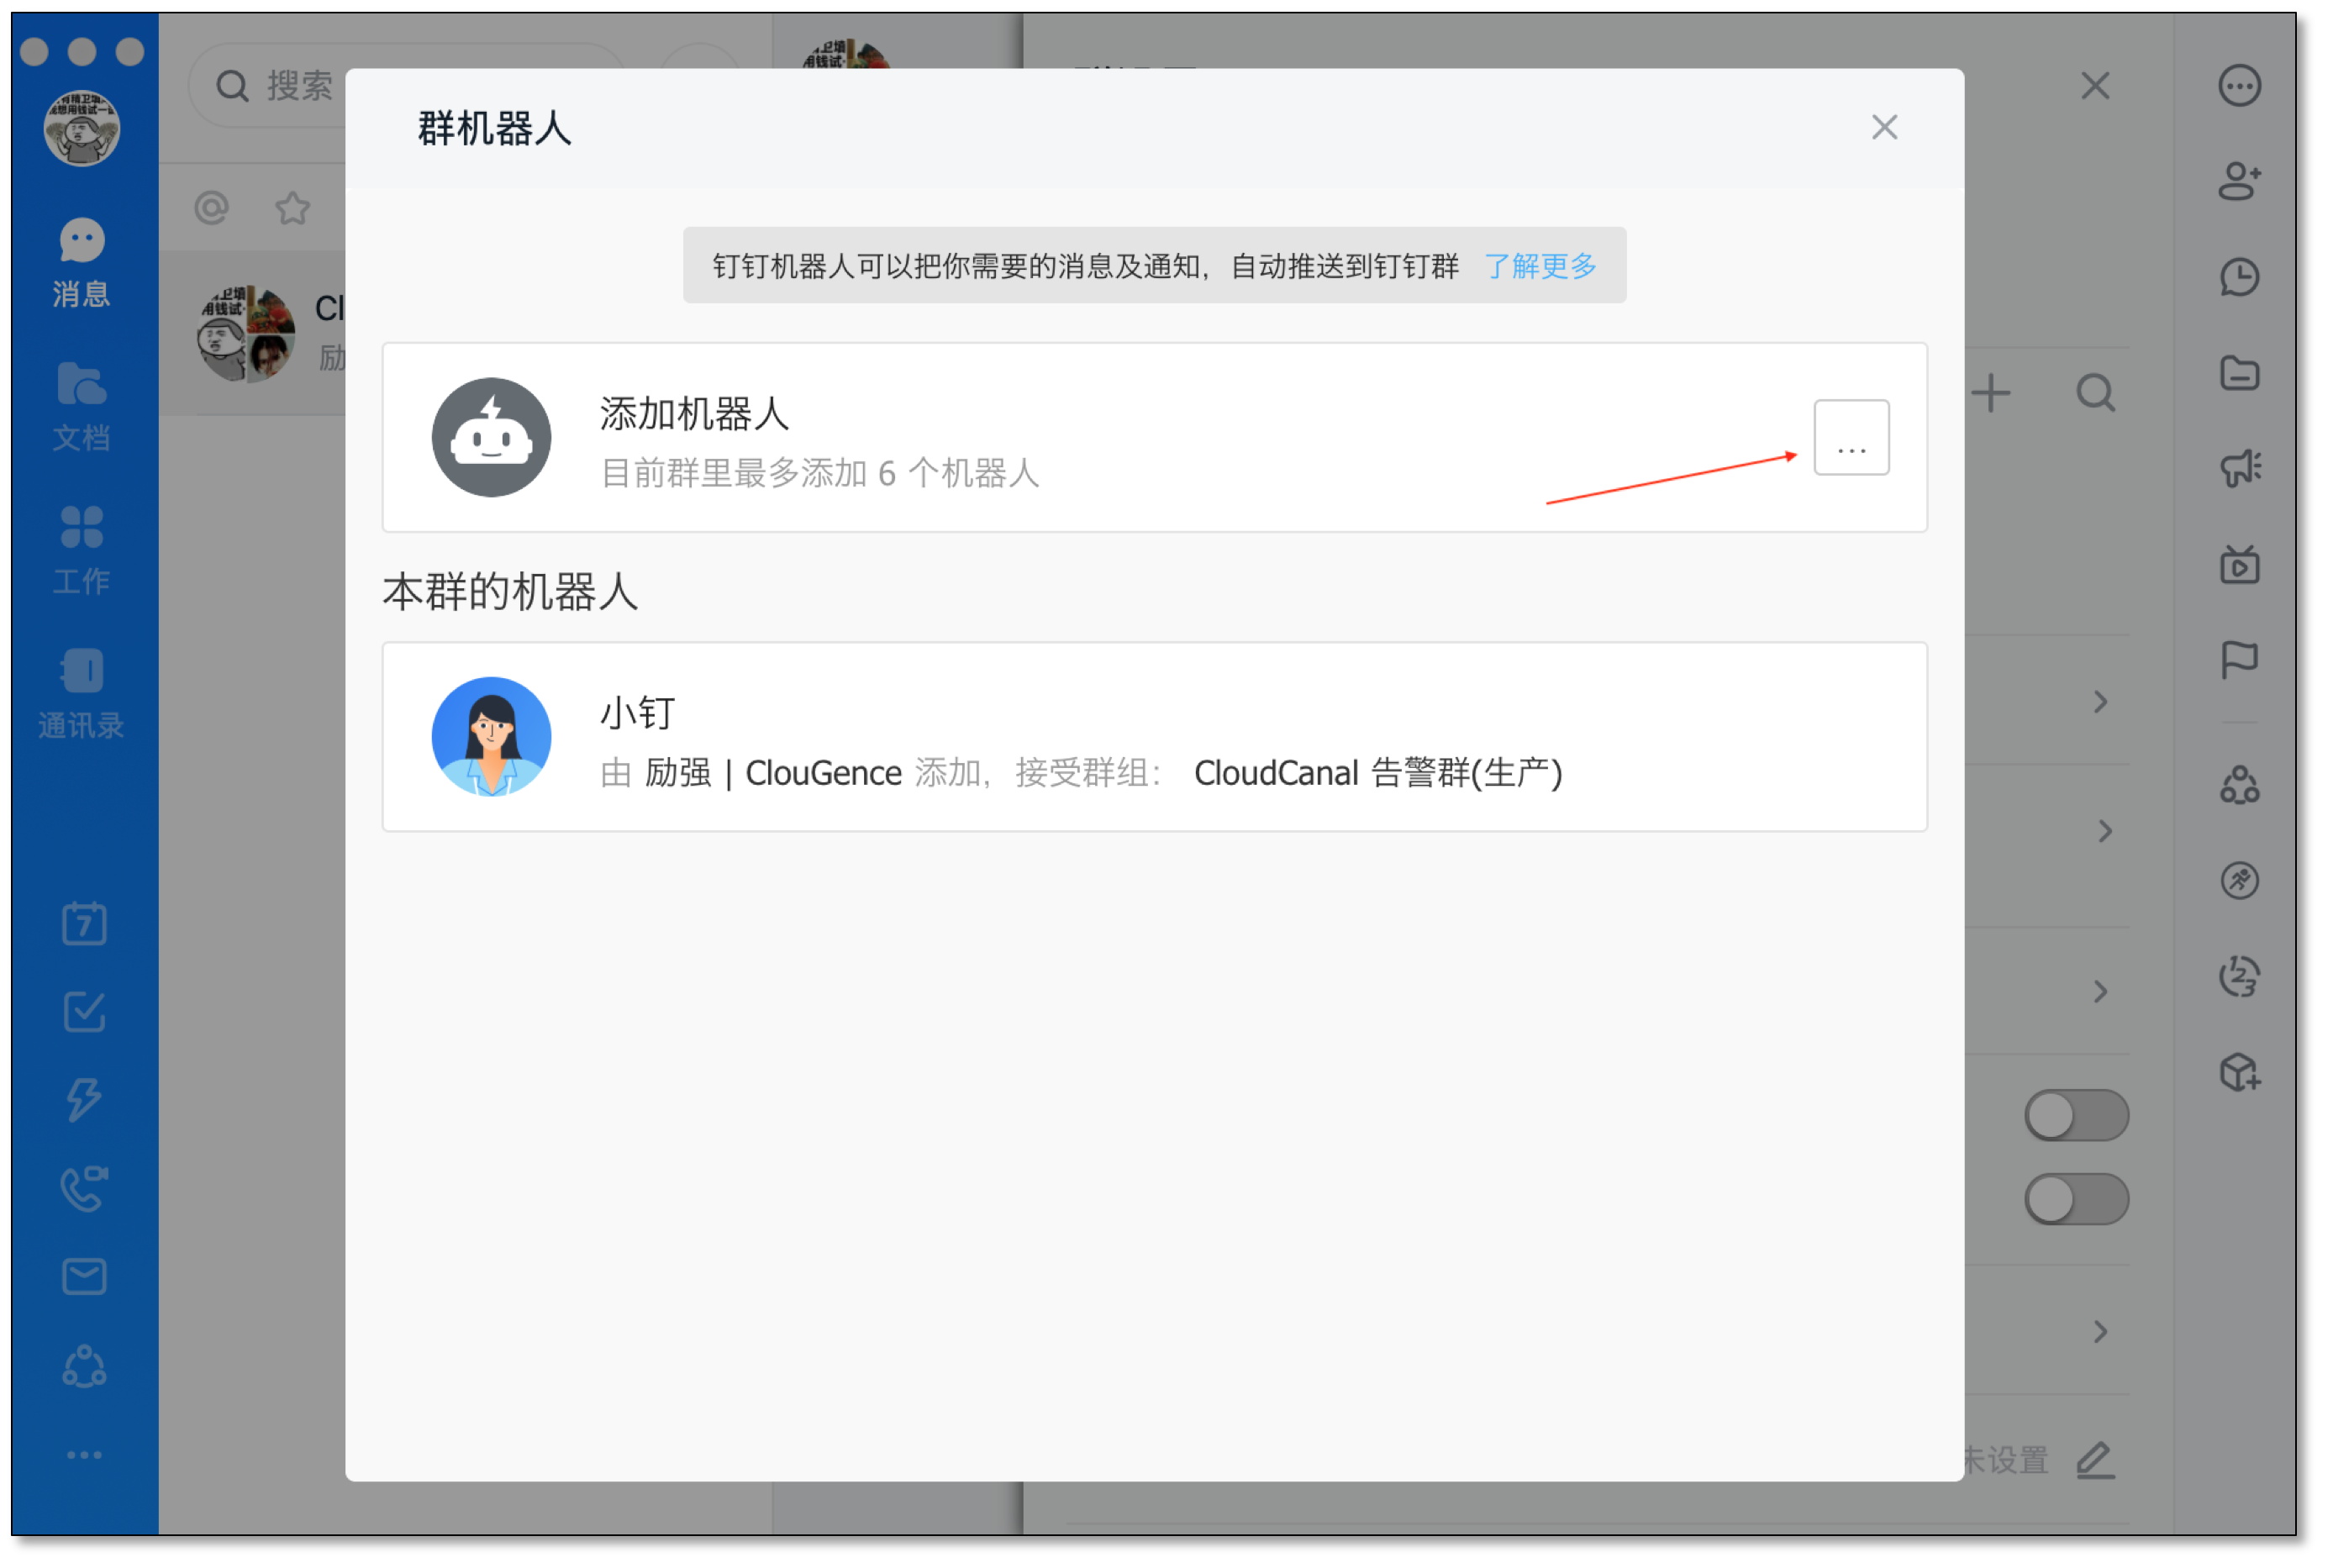 搜索
消息
文档
工作
通讯录
7
Cl
励
群机器人
钉钉机器人可以把你需要的消息及通知，自动推送到钉钉群 了解更多
添加机器人
目前群里最多添加 6 个机器人
...
本群的机器人
小钉
由 励强 | ClouGence 添加，接受群组： CloudCanal 告警群(生产)
未设置
123